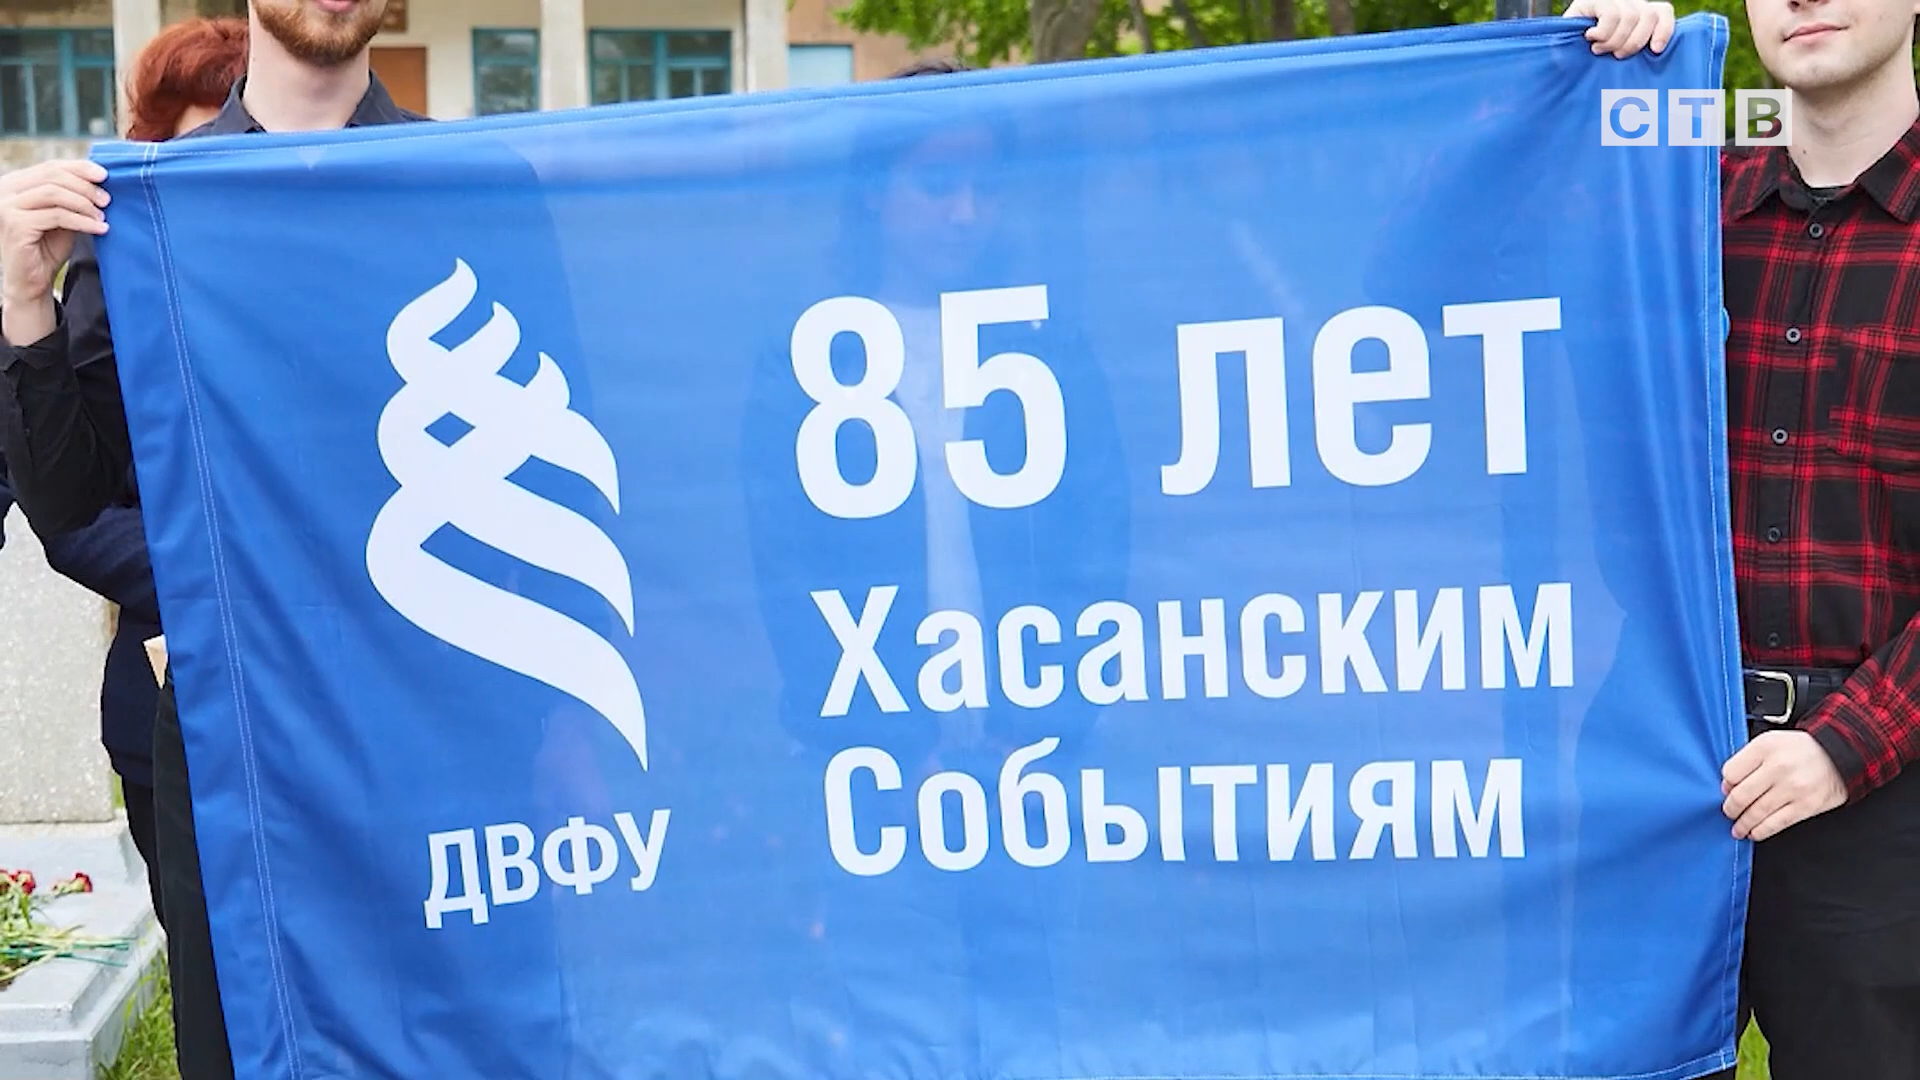 СТВ
85 лет
Хасанским
Событиям
ДВФУ